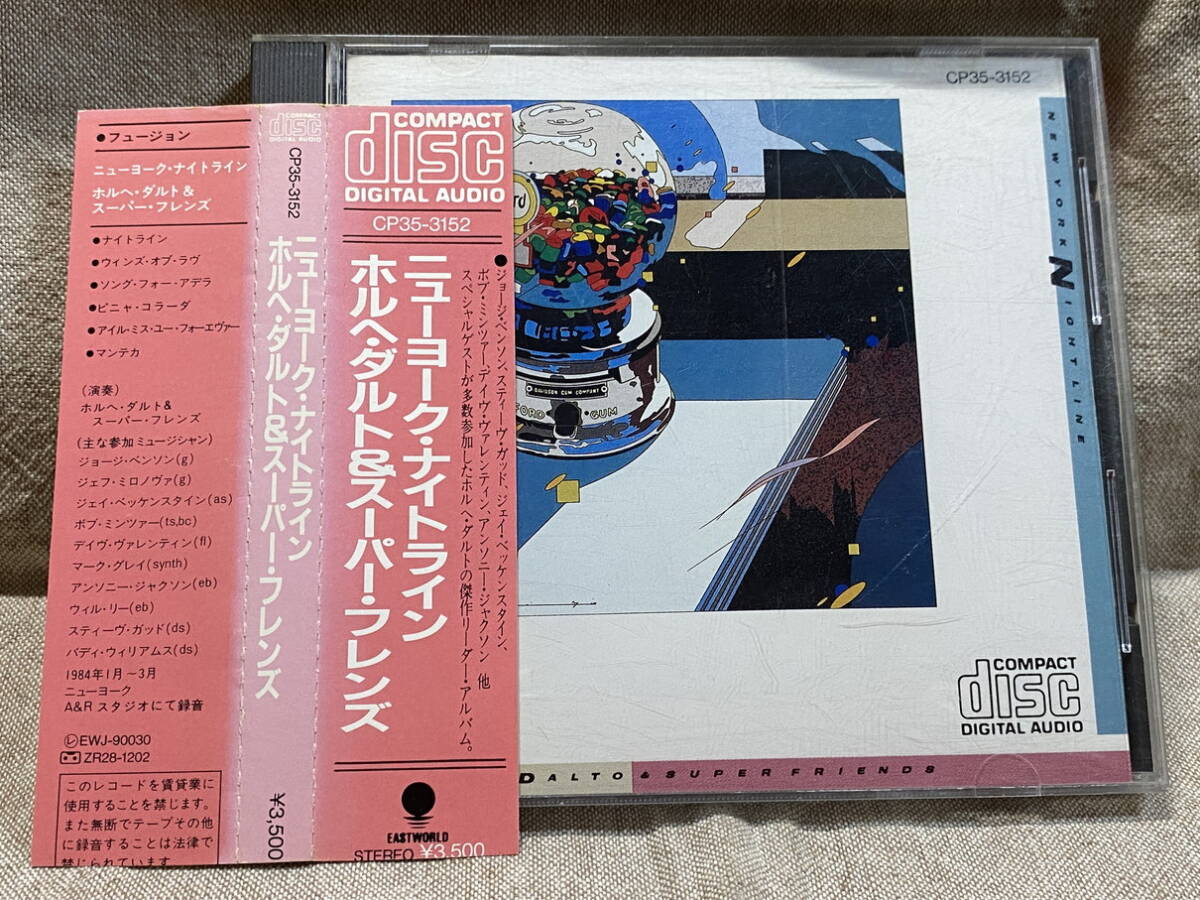 ●フュージョン
ニューヨーク・ナイトライン
ホルヘ・ダルト&
スーパー・フレンズ
●ナイトライン
●ウィンズ・オブ・ラヴ
●ソング・フォー・アデラ
●ピニャ・コラーダ
●アイル・ミス・ユー・フォーエヴァー
●マンテカ
(演奏)
ホルヘ・ダルト&
スーパー・フレンズ
(主な参加ミュージシャン)
ジョージ・ベンソン(g)
ジェフ・ミロノヴァ(g)
ジェイ・ベッケンスタイン(as)
ボブ・ミンツァー(ts,bc)
デイヴ・ヴァレンティン(fl)
マーク・グレイ(synth)
アンソニー・ジャクソン(eb)
ウィル・リー(eb)
スティーヴ・ガッド(ds)
バディ・ウィリアムス(ds)
1984年1月〜3月
ニューヨーク
A&Rスタジオにて録音
ⓁEWJ-90030
ZR28-1202
このレコードを賃貸業に
使用することを禁じます。
また無断でテープその他
に録音することは法律で
禁じられています
COMPACT
disc
DIGITAL AUDIO
CP35-3152
ニューヨーク・ナイトライン
ホルヘ・ダルト&スーパー・フレンズ
¥3,500
COMPACT
disc
DIGITAL AUDIO
CP35-3152
●ジョージ・ベンソン、スティーヴ・ガッド、ジェイ・ベッケンスタイン、
ボブ・ミンツァー、デイヴ・ヴァレンティン、アンソニー・ジャクソン 他
スペシャルゲストが多数参加したホルヘ・ダルトの傑作リーダー・アルバム。
ニューヨーク・ナイトライン
ホルヘ・ダルト&スーパー・フレンズ
EASTWORLD
STEREO ¥3,500
CP35-3152
NEW YORK NIGHT LINE
rd
DAVIDSON GUM COMPANY
FORD GUM
COMPACT
disc
DIGITAL AUDIO
DALTO & SUPER FRIENDS